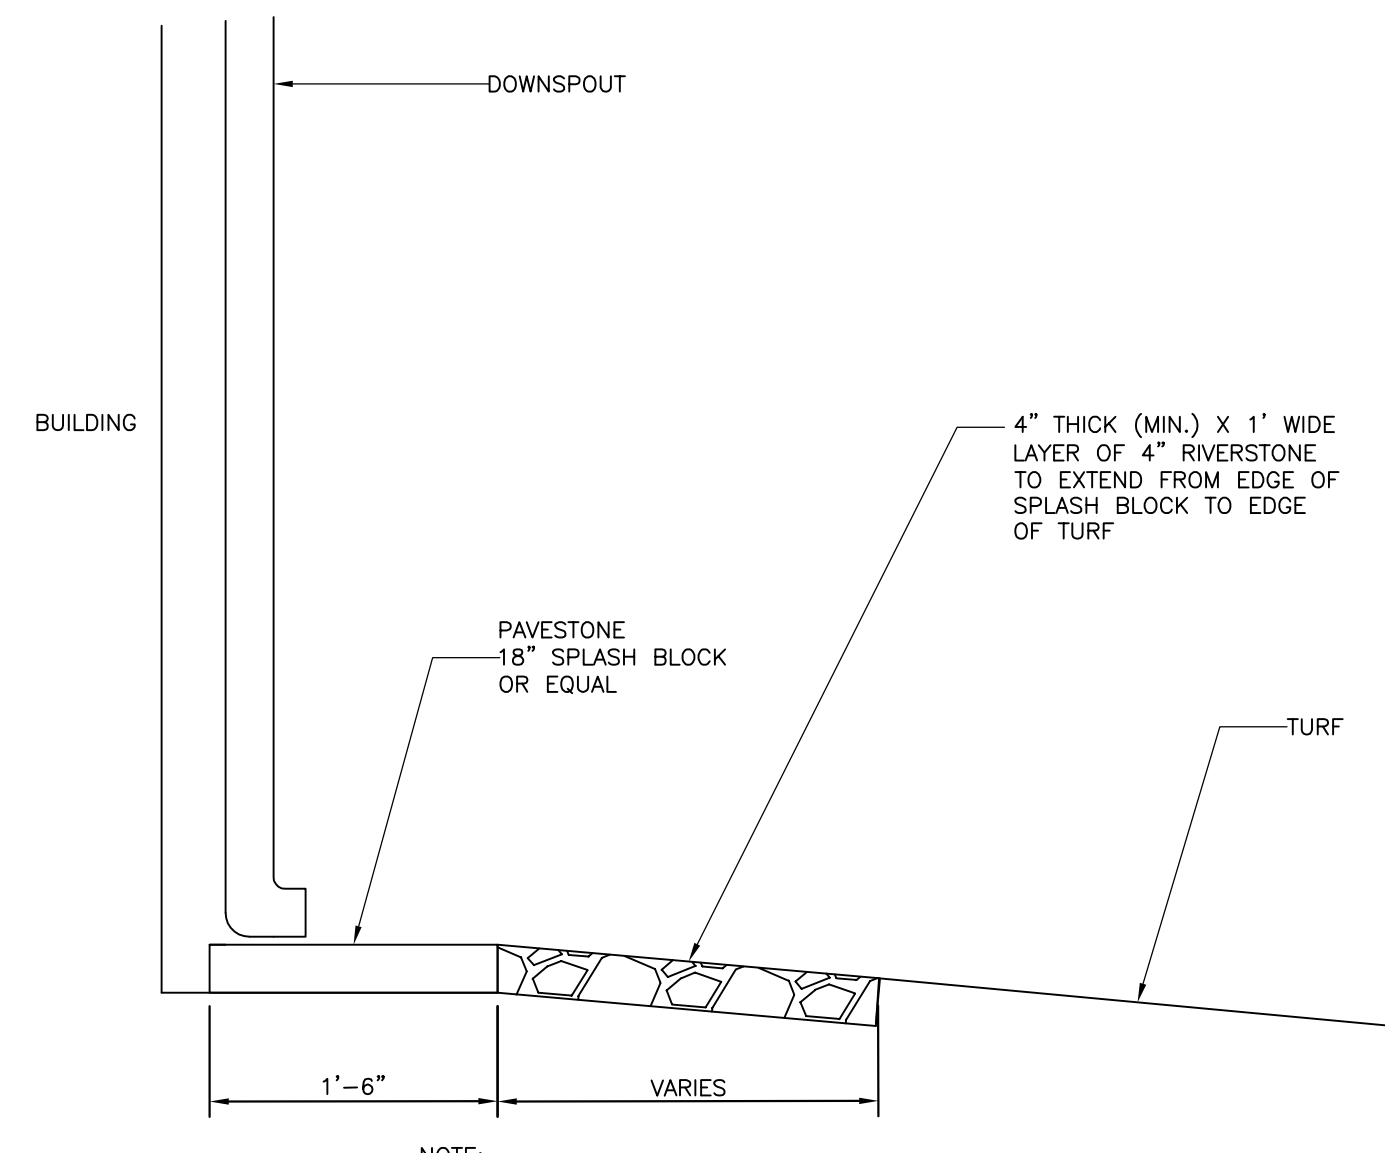 DOWNSPOUT
BUILDING
4” THICK (MIN.) X 1’ WIDE
LAYER OF 4” RIVERSTONE
TO EXTEND FROM EDGE OF
SPLASH BLOCK TO EDGE
OF TURF
PAVESTONE
18” SPLASH BLOCK
OR EQUAL
TURF
1’-6”
VARIES
NOTE: